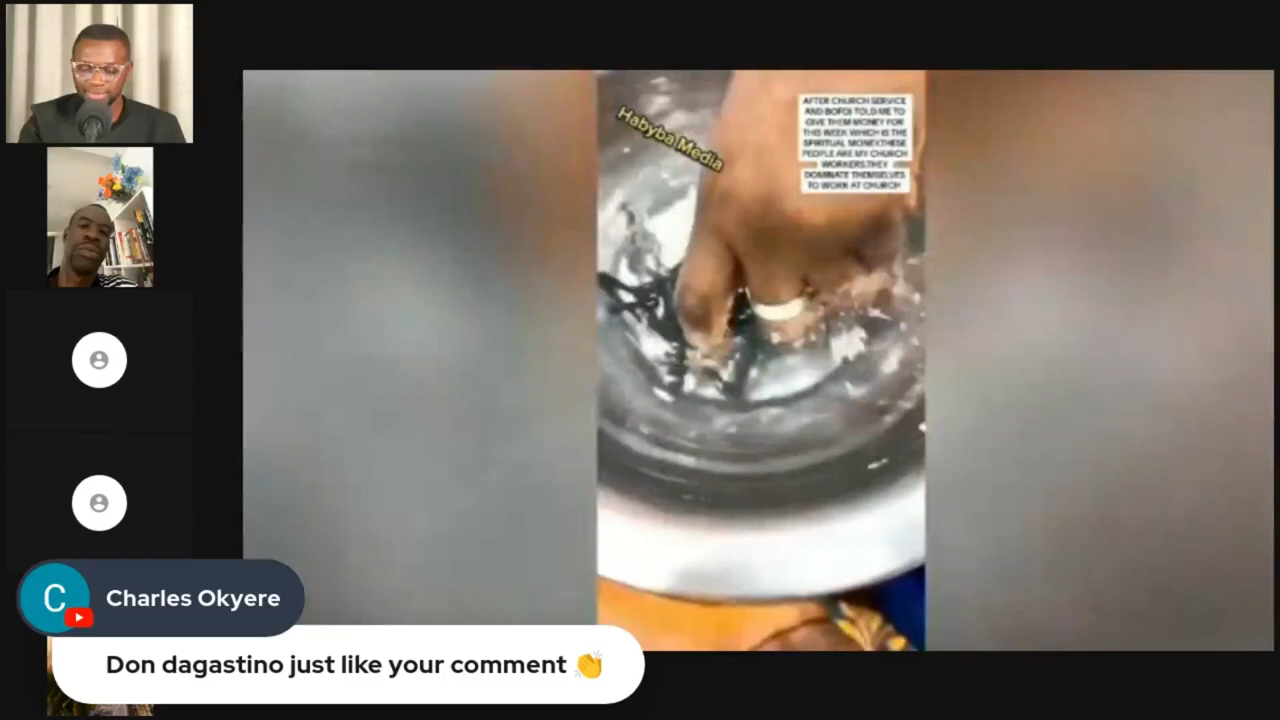 Habyba Media
AFTER CHURCH SERVICE
AND BOFOI TOLD ME TO
GIVE THEM MONEY FOR
THIS WEEK WHICH IS THE
SPIRITUAL MONEY.THESE
PEOPLE ARE MY CHURCH
WORKERS.THEY
DOMINATE THEMSELVES
TO WORK AT CHURCH
C
Charles Okyere
Don dagastino just like your comment 👏